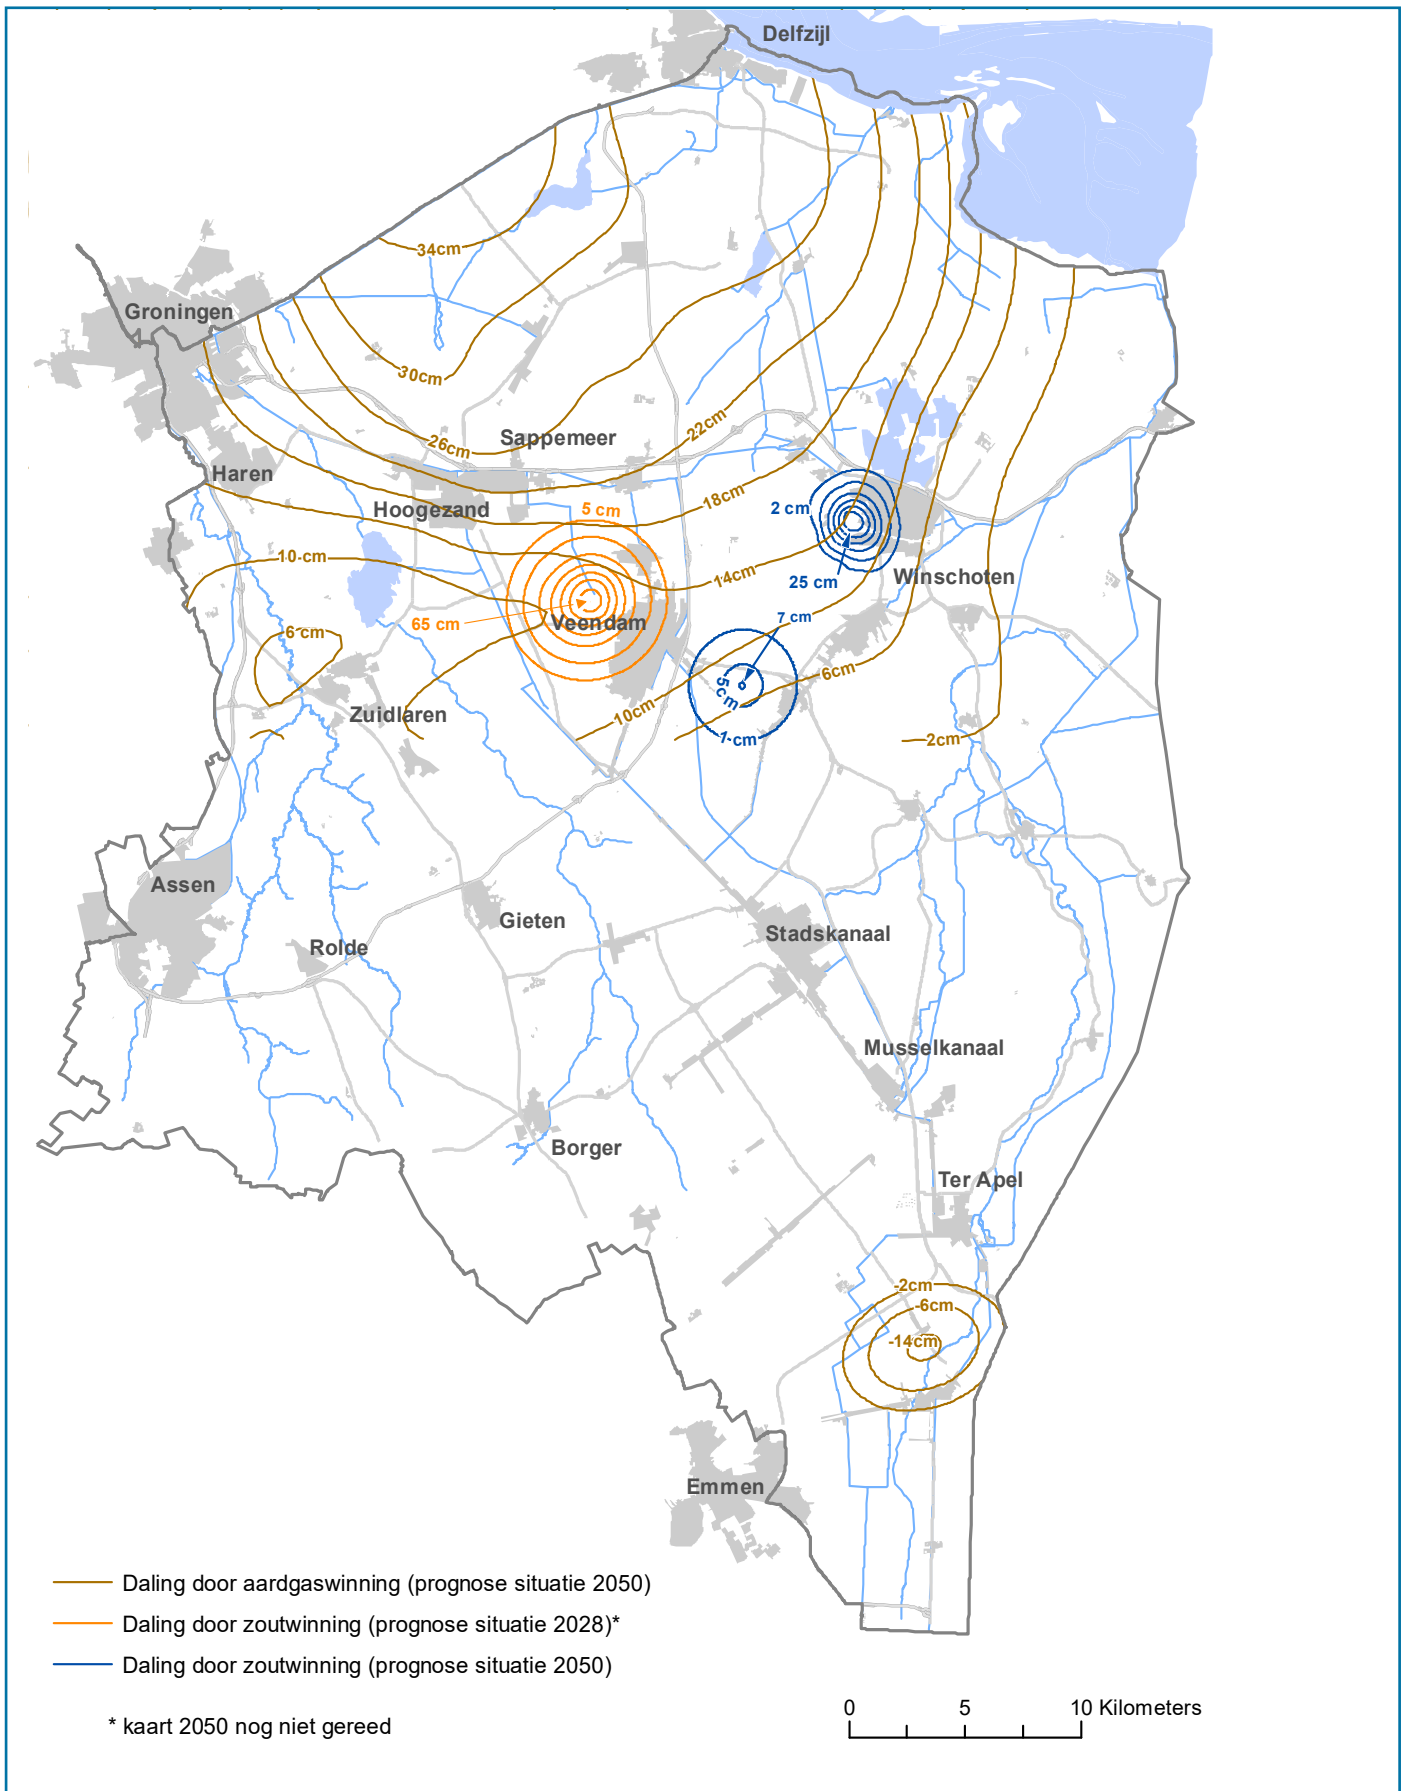 Delfzijl
34cm
Groningen
30cm
26cm
22cm
Sappemeer
Haren
Hoogezand
18cm
5 cm
2 cm
10 cm
14cm
25 cm
Winschoten
65 cm
Veendam
7 cm
6 cm
6cm
5cm
Zuidlaren
10cm
1 cm
2cm
Assen
Gieten
Stadskanaal
Rolde
Musselkanaal
Borger
Ter Apel
-2cm
-6cm
-14cm
Emmen
Daling door aardgaswinning (prognose situatie 2050)
Daling door zoutwinning (prognose situatie 2028)*
Daling door zoutwinning (prognose situatie 2050)
* kaart 2050 nog niet gereed
0 5 10 Kilometers